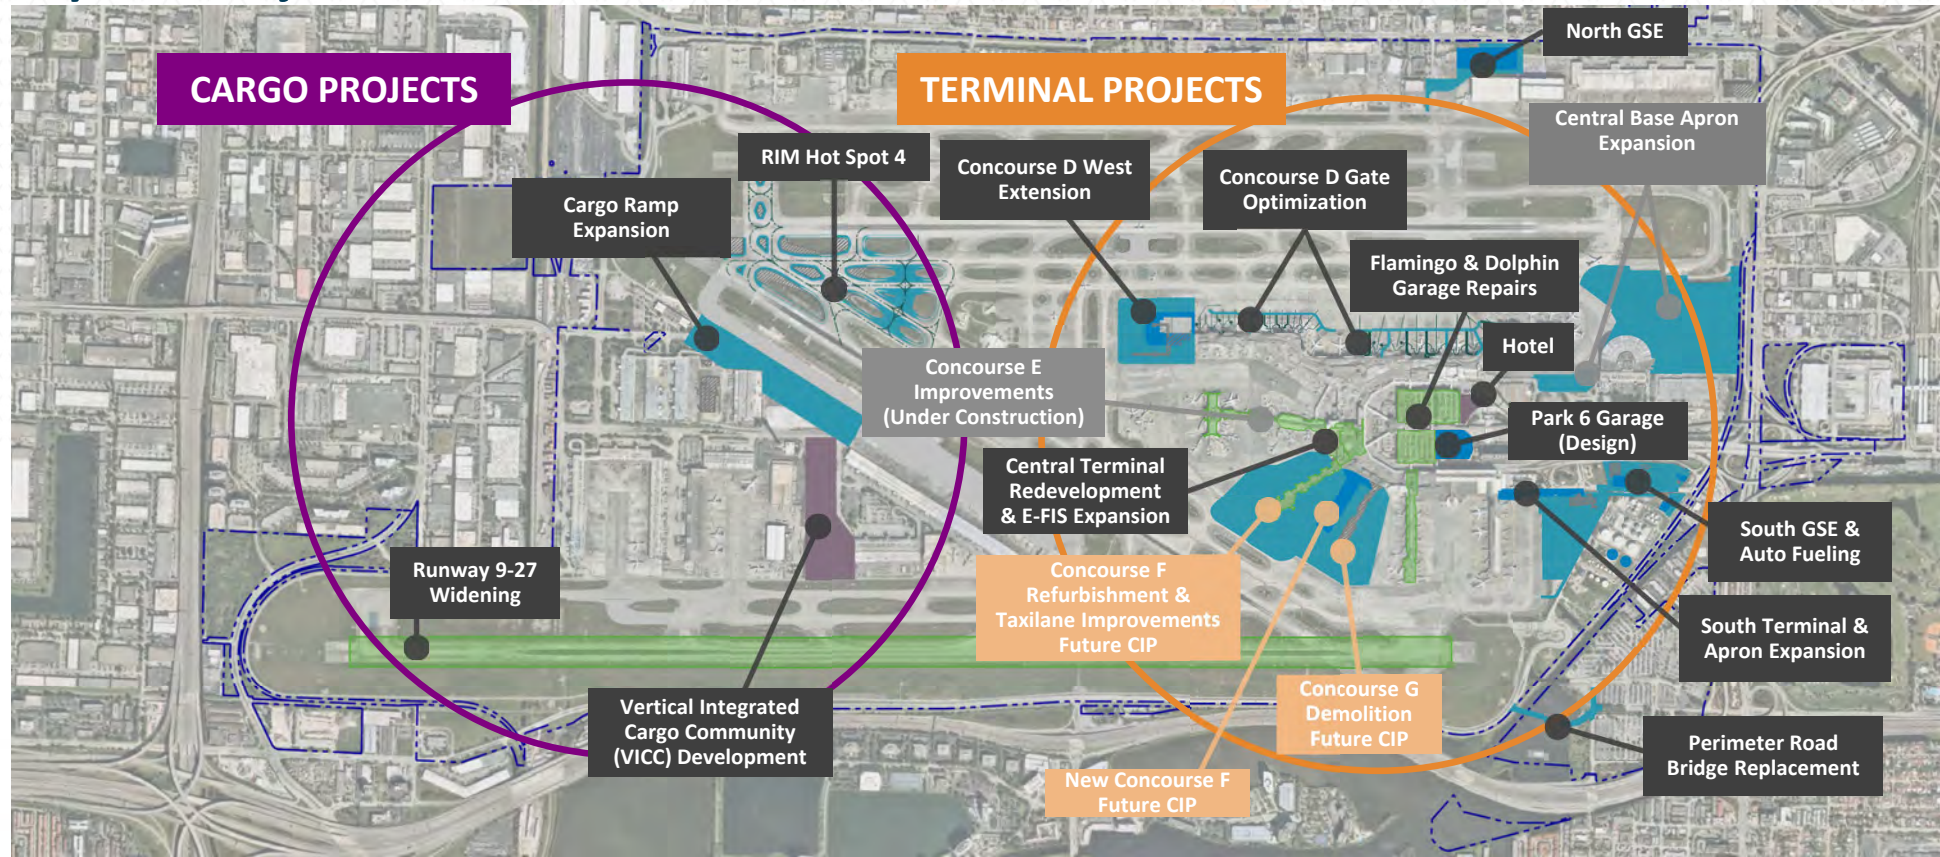 CARGO PROJECTS
TERMINAL PROJECTS
North GSE
Central Base Apron
Expansion
RIM Hot Spot 4
Concourse D West
Extension
Concourse D Gate
Optimization
Cargo Ramp
Expansion
Flamingo & Dolphin
Garage Repairs
Hotel
Concourse E
Improvements
(Under Construction)
Park 6 Garage
(Design)
Central Terminal
Redevelopment
& E-FIS Expansion
South GSE &
Auto Fueling
Runway 9-27
Widening
Concourse F
Refurbishment &
Taxilane Improvements
Future CIP
South Terminal &
Apron Expansion
Vertical Integrated
Cargo Community
(VICC) Development
Concourse G
Demolition
Future CIP
Perimeter Road
Bridge Replacement
New Concourse F
Future CIP